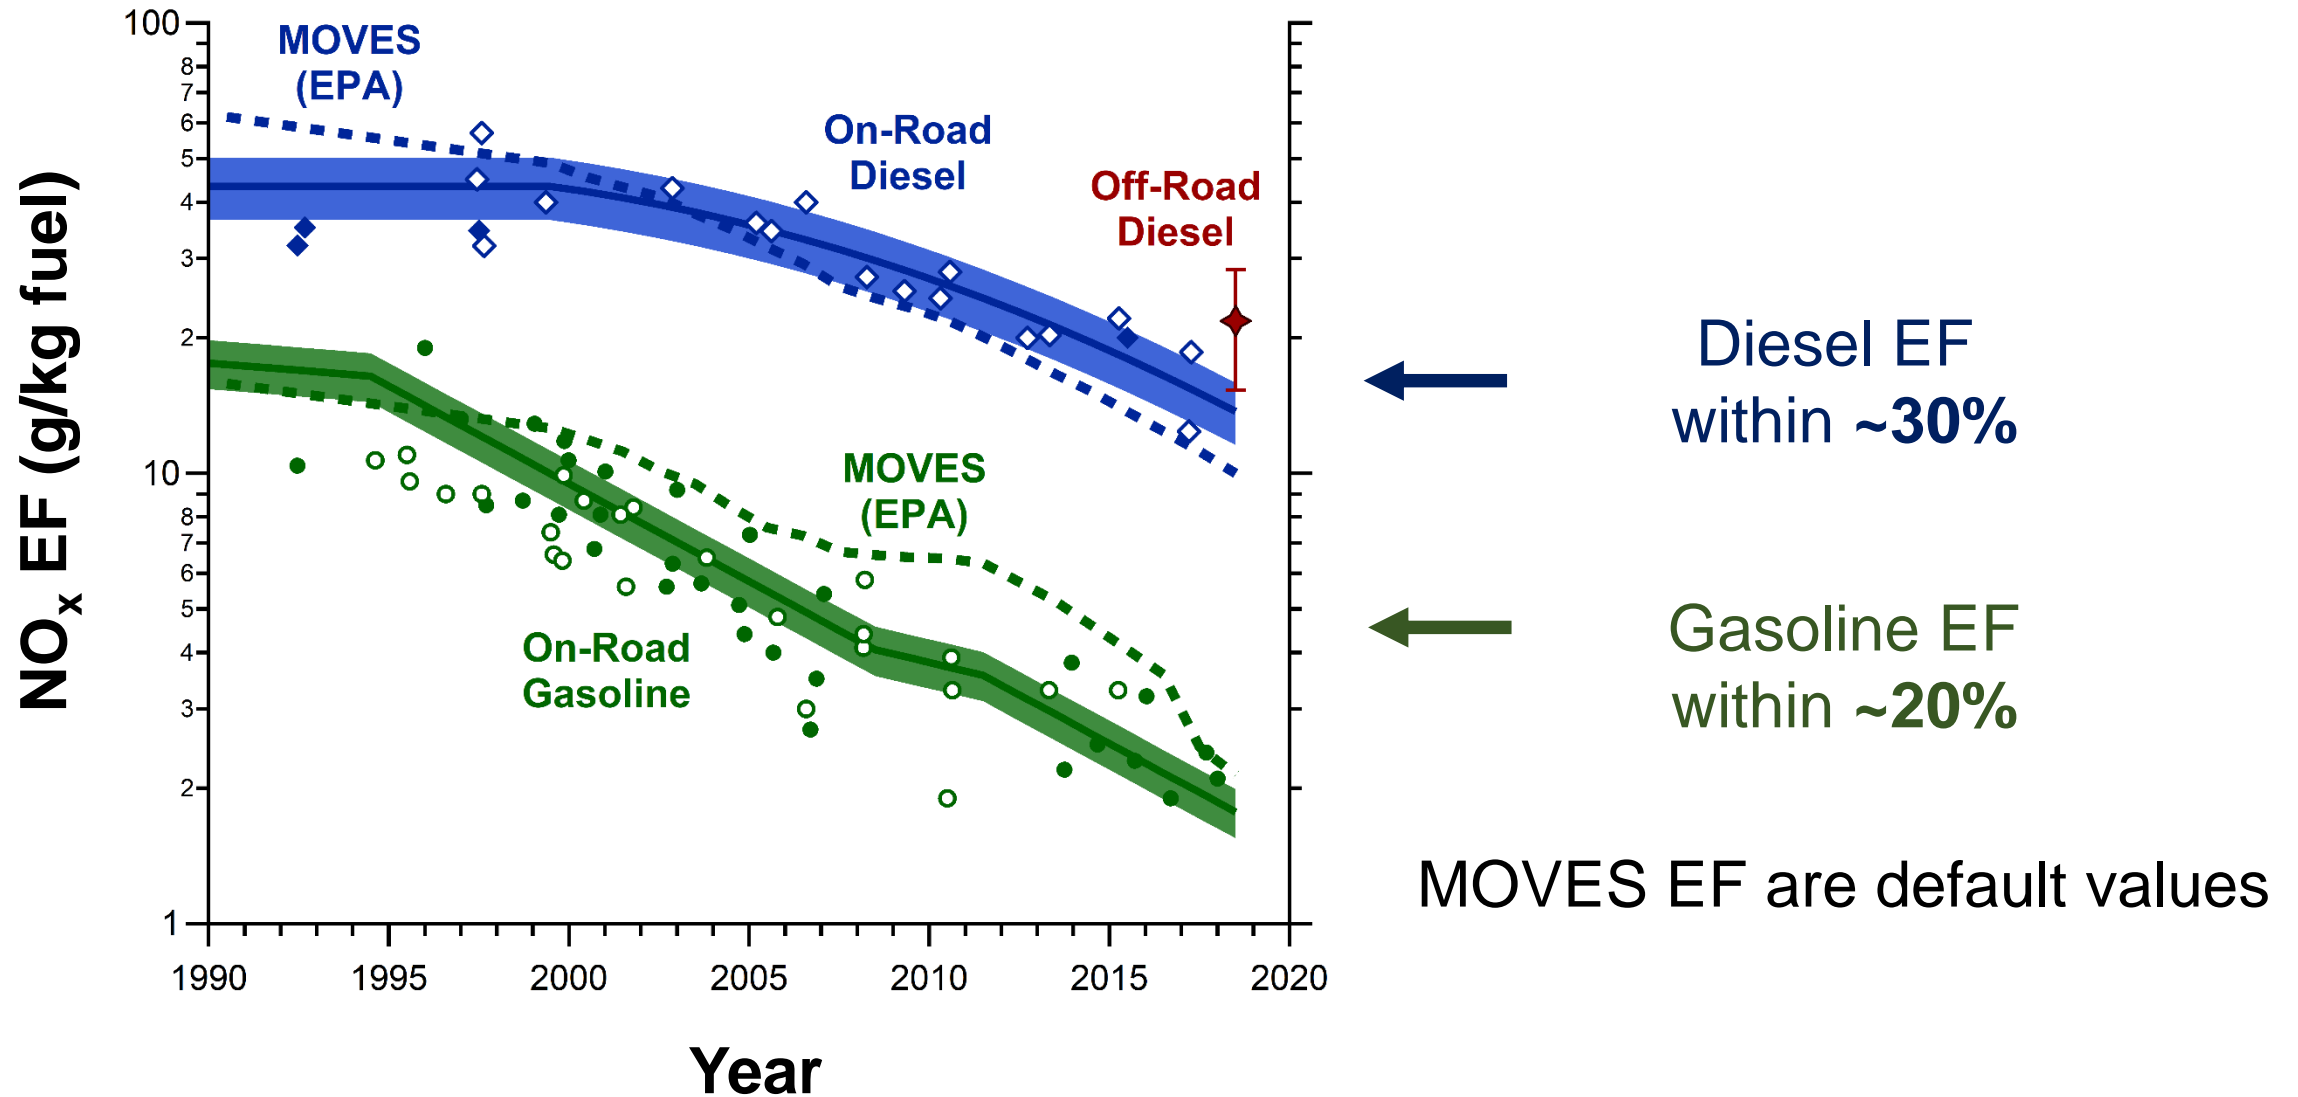 100
8
7
6
5
4
3
2
10
8
7
6
5
4
3
2
1
NOx EF (g/kg fuel)
MOVES
(EPA)
On-Road
Diesel
Off-Road
Diesel
MOVES
(EPA)
On-Road
Gasoline
1990 1995 2000 2005 2010 2015 2020
Year
Diesel EF
within ~30%
Gasoline EF
within ~20%
MOVES EF are default values